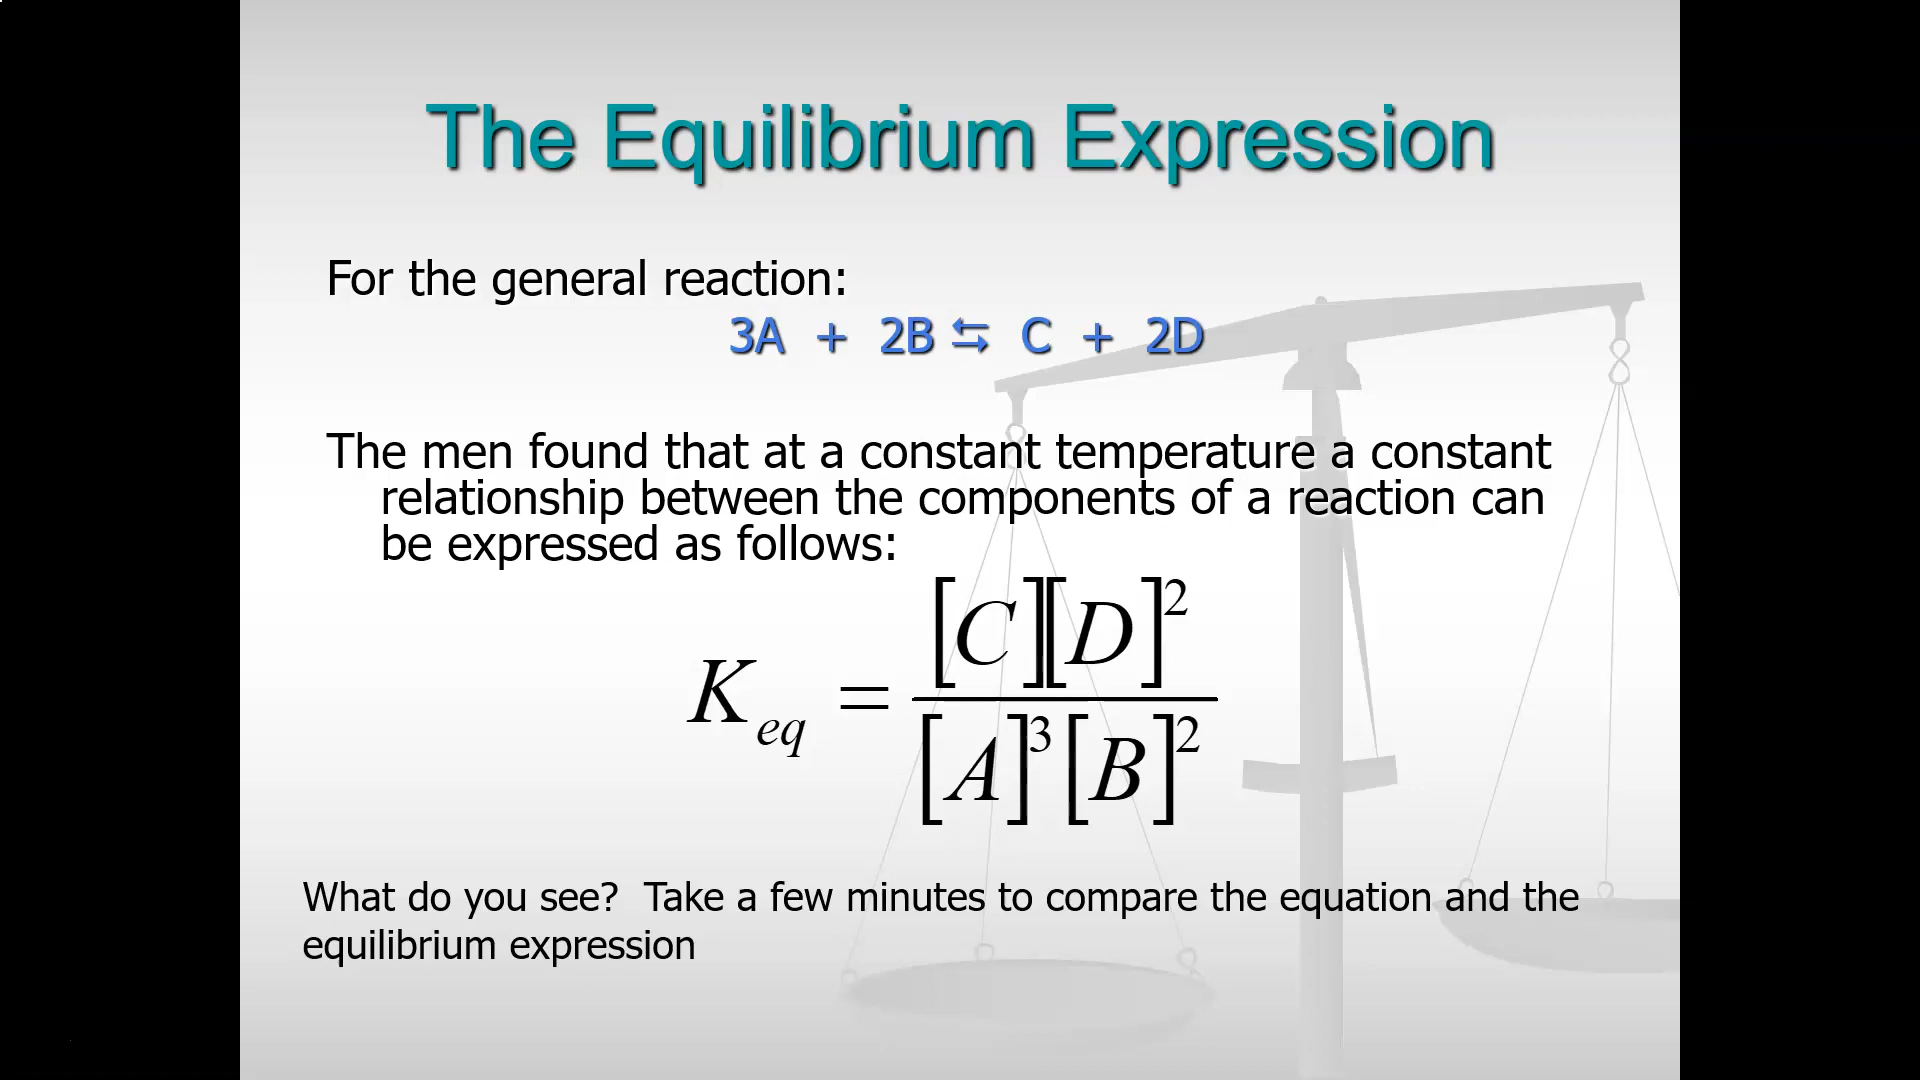 The Equilibrium Expression
For the general reaction:
3A + 2B ⇆ C + 2D
The men found that at a constant temperature a constant
relationship between the components of a reaction can
be expressed as follows:
K_eq = [C][D]^2 / [A]^3 [B]^2
What do you see? Take a few minutes to compare the equation and the
equilibrium expression